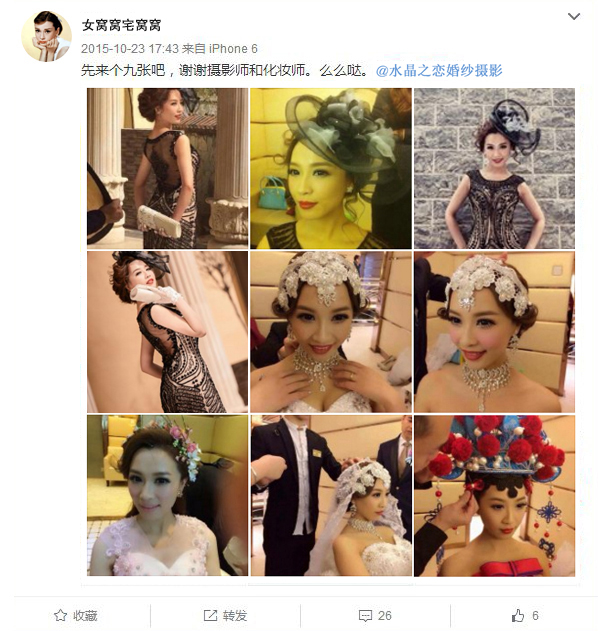 女窝窝宅窝窝
2015-10-23 17:43 来自 iPhone 6
先来个九张吧，谢谢摄影师和化妆师。么么哒。@水晶之恋婚纱摄影
收藏 转发 26 6